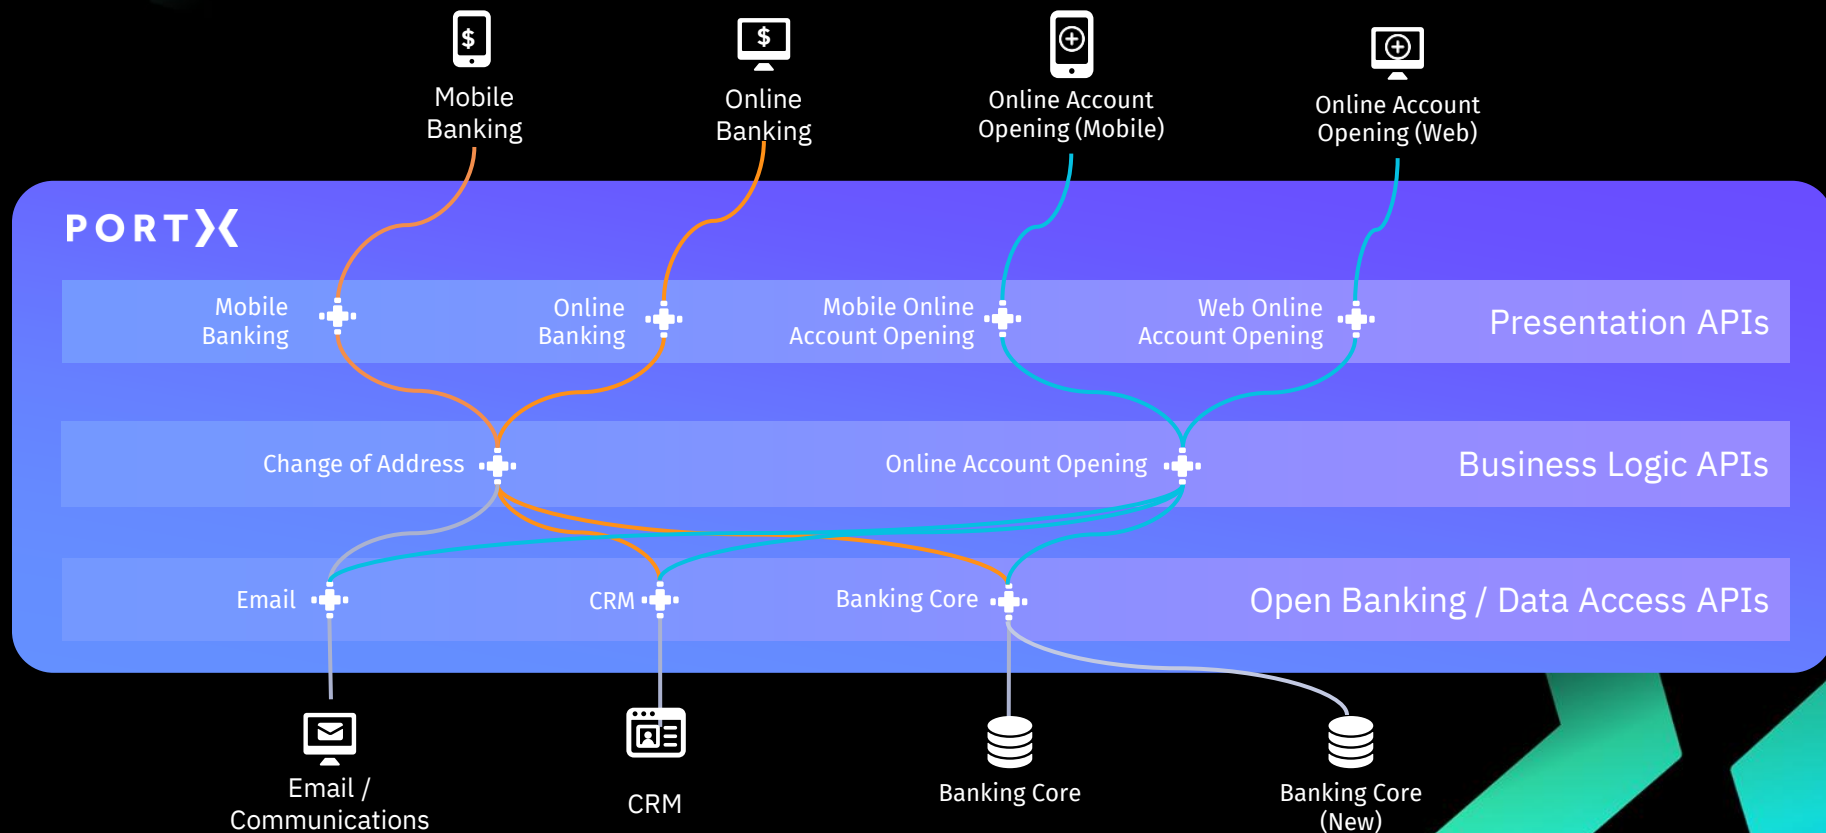 Mobile
Banking
Online
Banking
Online Account
Opening (Mobile)
Online Account
Opening (Web)
PORTX
Mobile
Banking
Online
Banking
Mobile Online
Account Opening
Web Online
Account Opening
Presentation APIs
Change of Address
Online Account Opening
Business Logic APIs
Email
CRM
Banking Core
Open Banking / Data Access APIs
Email /
Communications
CRM
Banking Core
Banking Core
(New)